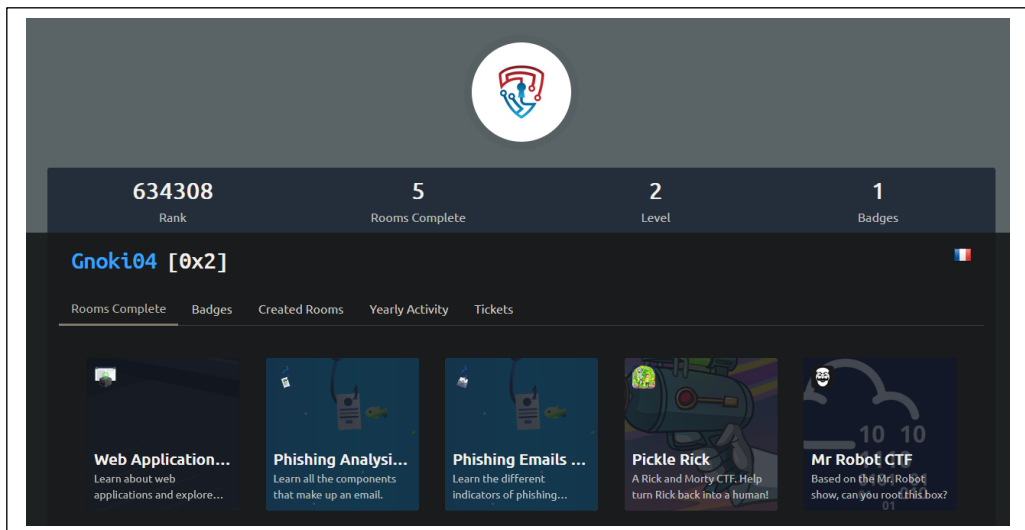 634308
Rank
5
Rooms Complete
2
Level
1
Badges
Gnoki04 [0x2]
Rooms Complete
Badges
Created Rooms
Yearly Activity
Tickets
Web Application...
Learn about web
applications and explore...
Phishing Analysi...
Learn all the components
that make up an email.
Phishing Emails ...
Learn the different
indicators of phishing...
Pickle Rick
A Rick and Morty CTF. Help
turn Rick back into a human!
10 10
Mr Robot CTF
Based on the Mr. Robot
show, can you root this box?
01